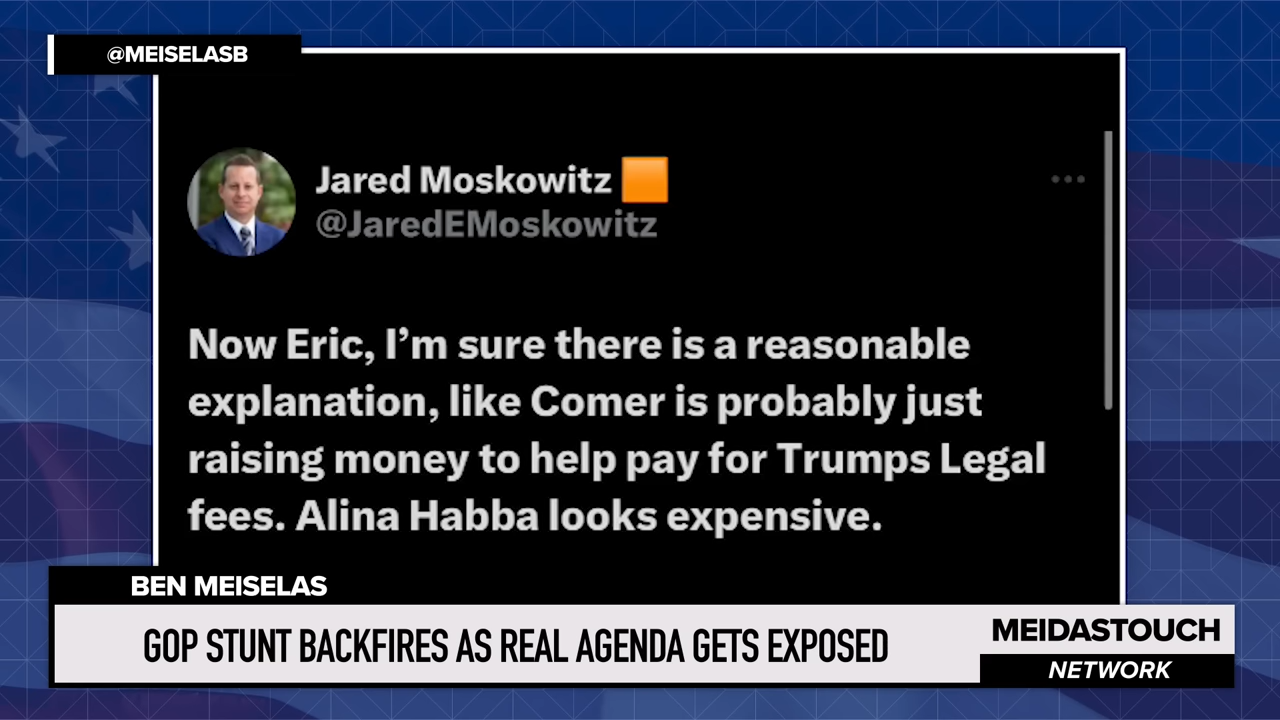 @MEISELASB
Jared Moskowitz
@JaredEMoskowitz
Now Eric, I’m sure there is a reasonable
explanation, like Comer is probably just
raising money to help pay for Trumps Legal
fees. Alina Habba looks expensive.
BEN MEISELAS
GOP STUNT BACKFIRES AS REAL AGENDA GETS EXPOSED
MEIDASTOUCH
NETWORK